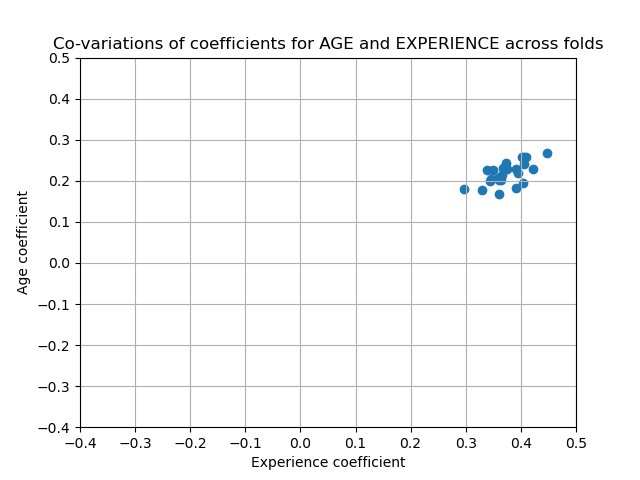 Co-variations of coefficients for AGE and EXPERIENCE across folds
0.5
0.4
0.3
0.2
0.1
0.0
−0.1
−0.2
−0.3
−0.4
Age coefficient
−0.4 −0.3 −0.2 −0.1 0.0 0.1 0.2 0.3 0.4 0.5
Experience coefficient